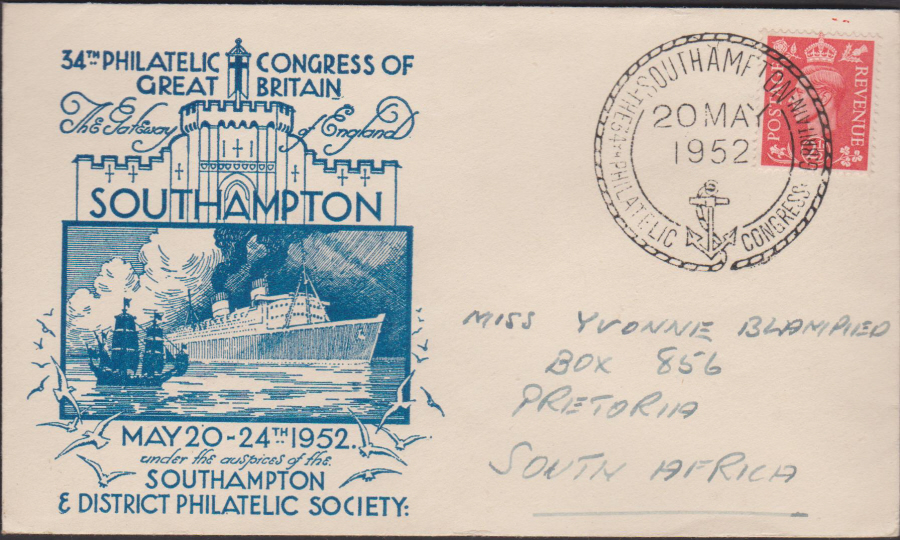 34TH PHILATELIC CONGRESS OF
GREAT BRITAIN
The Gateway of England
SOUTHAMPTON
MAY 20-24TH 1952.
under the auspices of the
SOUTHAMPTON
& DISTRICT PHILATELIC SOCIETY:
SOUTHAMPTON
THE 34TH PHILATELIC CONGRESS
20 MAY
1952
POSTAGE
REVENUE
MISS YVONNE BLAMPIED
BOX 856
PRETORIA
SOUTH AFRICA